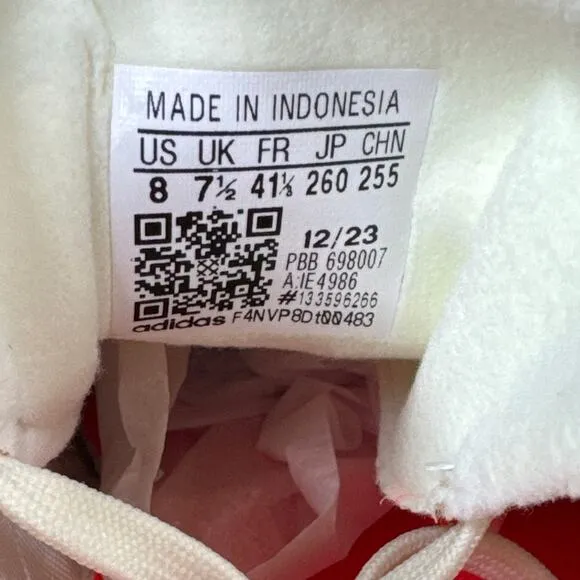 MADE IN INDONESIA
US UK FR JP CHN
8 7½ 41⅓ 260 255
12/23
PBB 698007
A:IE4986
#133596266
adidas F4NVP8Dt00483